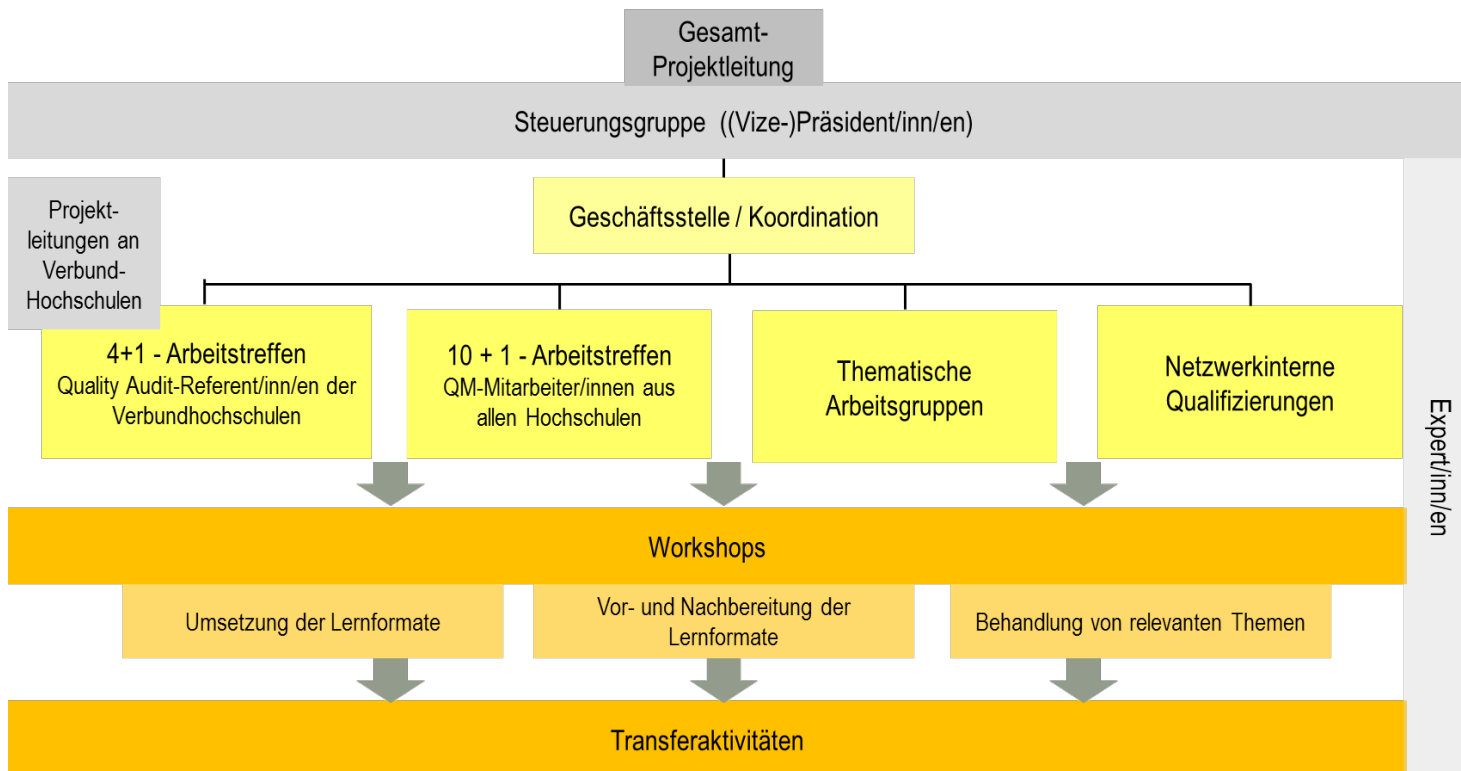 Gesamt-
Projektleitung
Steuerungsgruppe ((Vize-)Präsident/inn/en)
Projekt-
leitungen an
Verbund-
Hochschulen
Geschäftsstelle / Koordination
4+1 - Arbeitstreffen
Quality Audit-Referent/inn/en der
Verbundhochschulen
10 + 1 - Arbeitstreffen
QM-Mitarbeiter/innen aus
allen Hochschulen
Thematische
Arbeitsgruppen
Netzwerkinterne
Qualifizierungen
Expert/inn/en
Workshops
Umsetzung der Lernformate
Vor- und Nachbereitung der
Lernformate
Behandlung von relevanten Themen
Transferaktivitäten